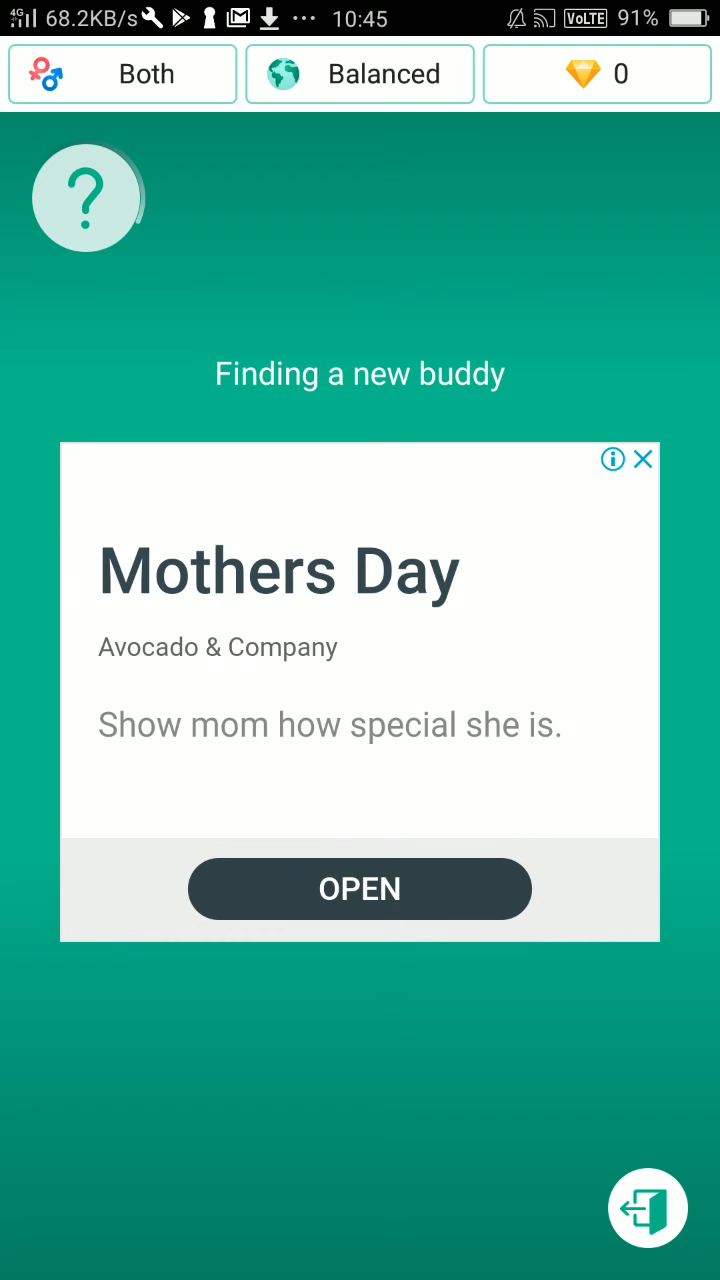 4G 68.2KB/s ... 10:45 VoLTE 91%
Both Balanced 0
?
Finding a new buddy
Mothers Day
Avocado & Company
Show mom how special she is.
OPEN